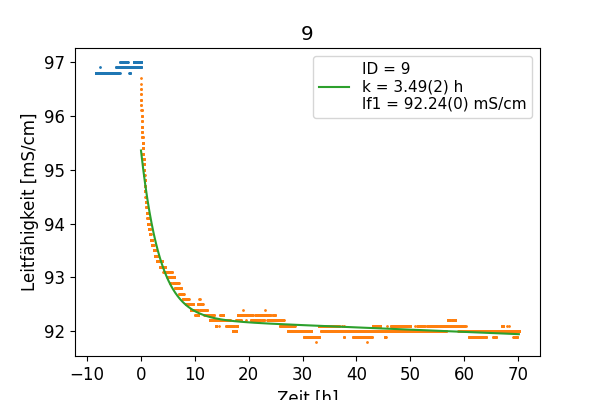 9
97
96
95
94
93
92
Leitfähigkeit [mS/cm]
ID = 9
k = 3.49(2) h
lf1 = 92.24(0) mS/cm
−10 0 10 20 30 40 50 60 70
Zeit [h]